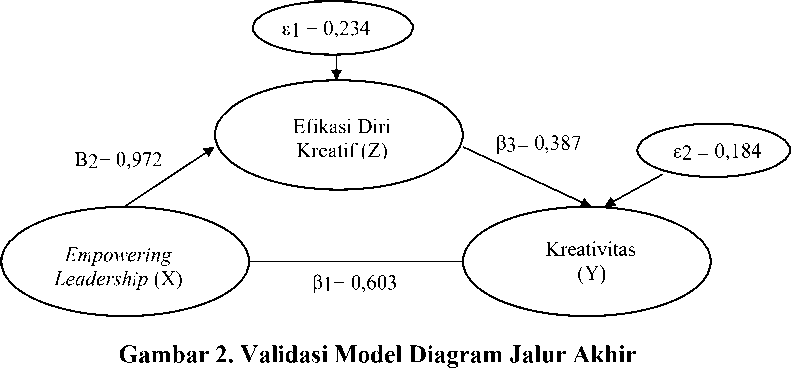 ε1 = 0,234
Efikasi Diri
Kreatif (Z)
B2= 0,972
β3= 0,387
ε2 = 0,184
Empowering
Leadership (X)
Kreativitas
(Y)
β1= 0,603
Gambar 2. Validasi Model Diagram Jalur Akhir